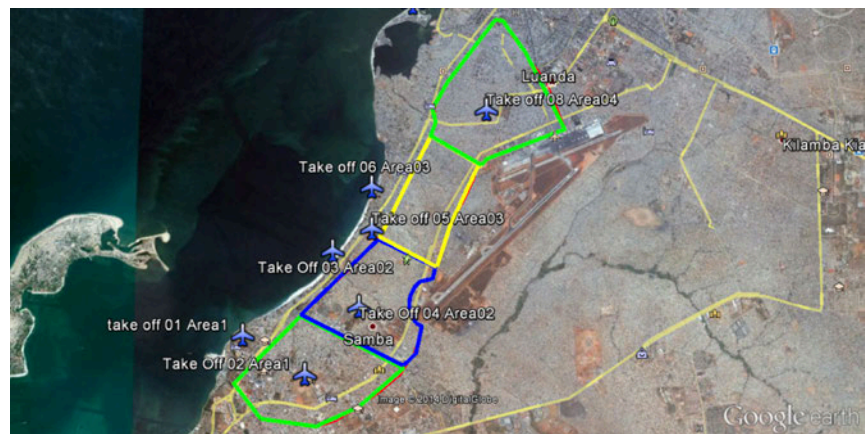 Luanda
Take off 08 Area04
Kilamba Kia
Take off 06 Area03
Take off 05 Area03
Take Off 03 Area02
Take Off 04 Area02
take off 01 Area1
Samba
Take Off 02 Area1
Image © 2014 DigitalGlobe
Google earth